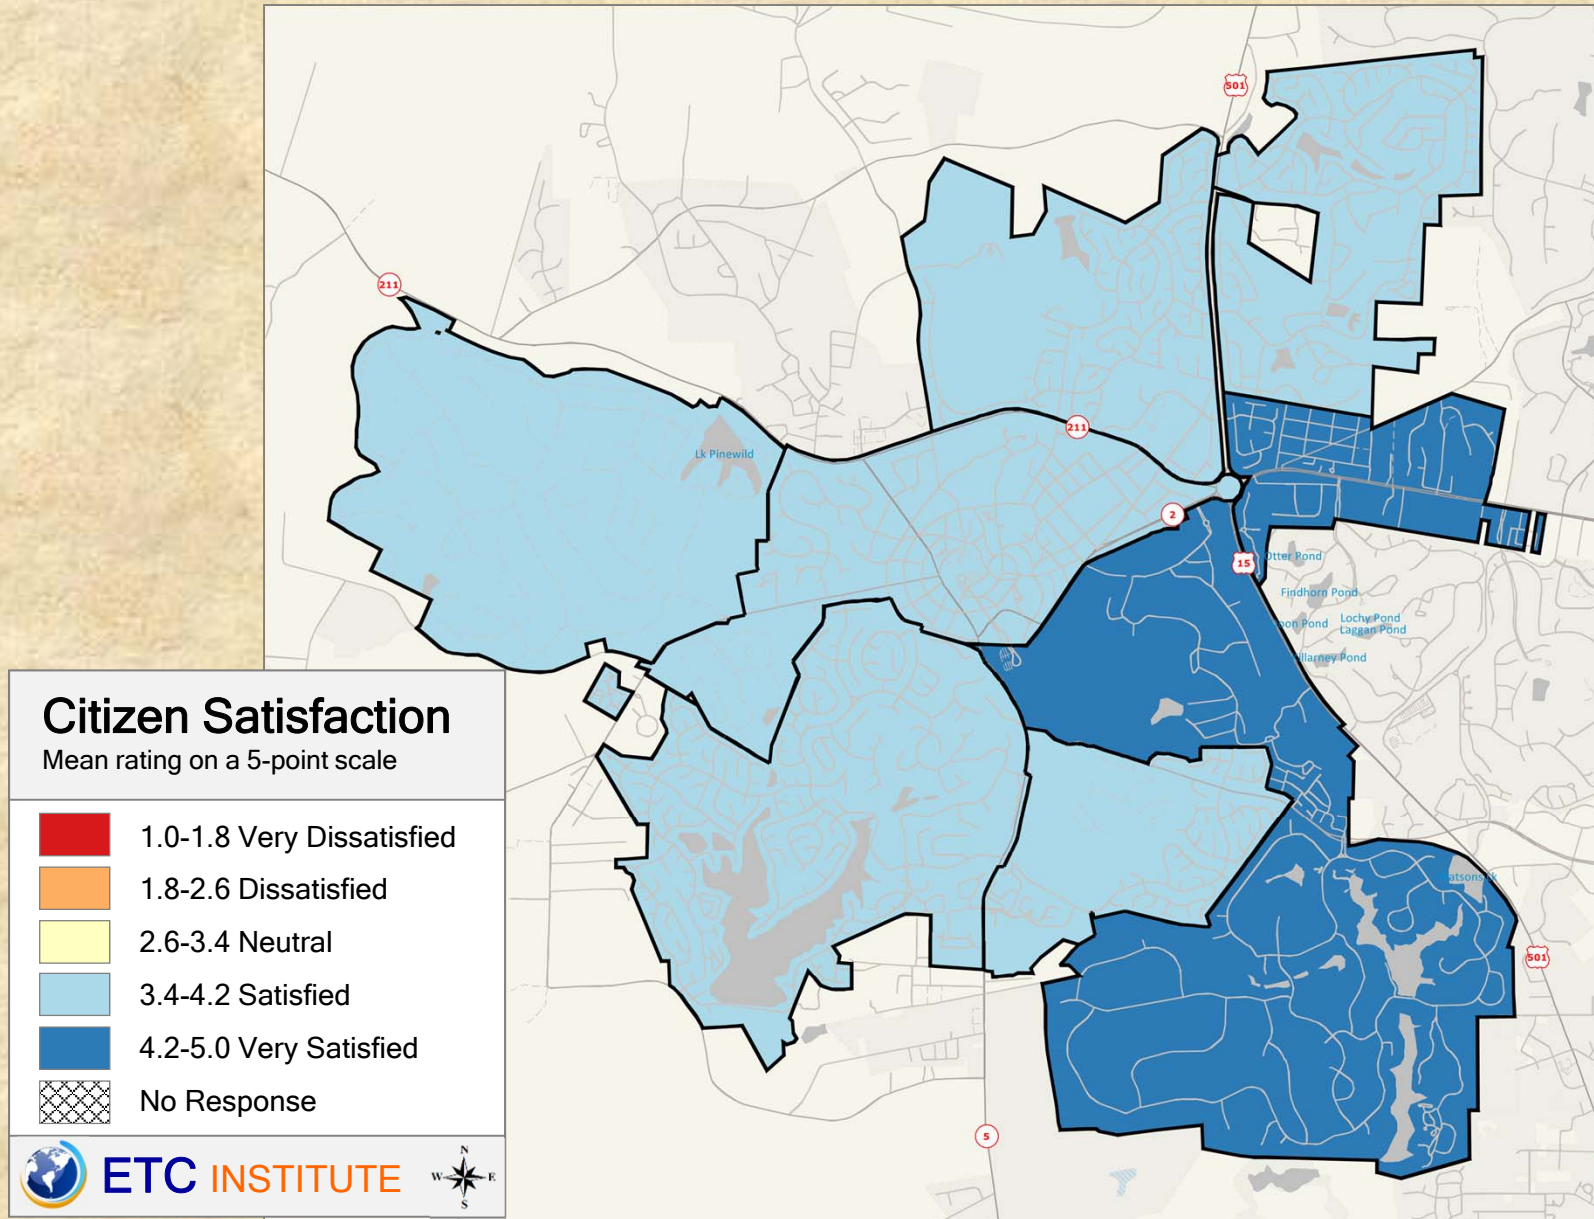 501
211
211
Lk Pinewild
2
15
Otter Pond
Findhorn Pond
Lochy Pond
Laggan Pond
501
5
Citizen Satisfaction
Mean rating on a 5-point scale
1.0-1.8 Very Dissatisfied
1.8-2.6 Dissatisfied
2.6-3.4 Neutral
3.4-4.2 Satisfied
4.2-5.0 Very Satisfied
No Response
ETC INSTITUTE
N
W E
S